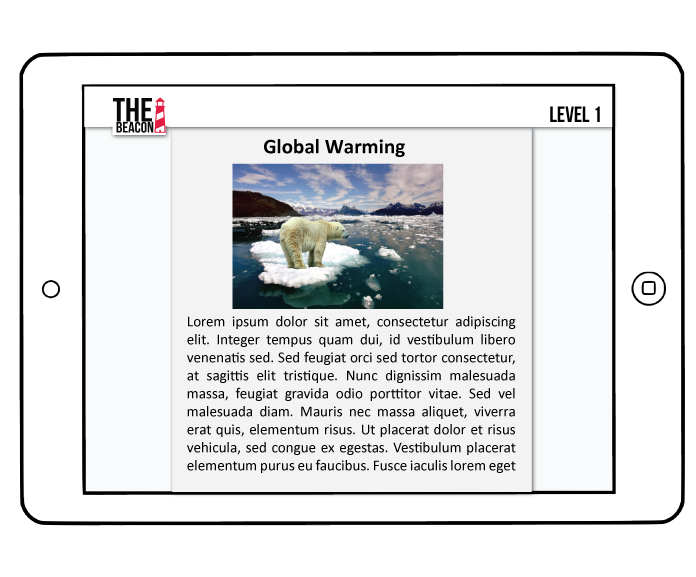 THE
BEACON
LEVEL 1
Global Warming
Lorem ipsum dolor sit amet, consectetur adipiscing
elit. Integer tempus quam dui, id vestibulum libero
venenatis sed. Sed feugiat orci sed tortor consectetur,
at sagittis elit tristique. Nunc dignissim malesuada
massa, feugiat gravida odio porttitor vitae. Sed vel
malesuada diam. Mauris nec massa aliquet, viverra
erat quis, elementum risus. Ut placerat dolor et risus
vehicula, sed congue ex egestas. Vestibulum placerat
elementum purus eu faucibus. Fusce iaculis lorem eget